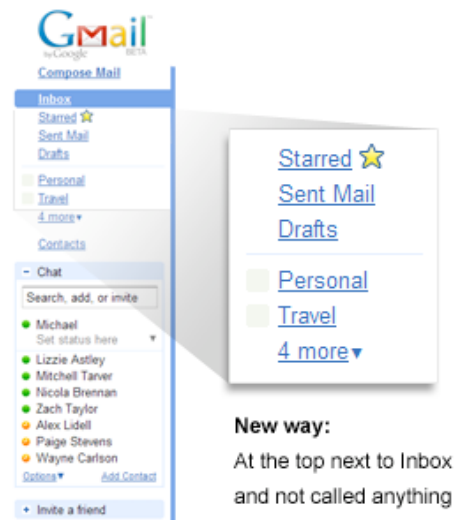 Gmail
by Google BETA
Compose Mail
Inbox
Starred
Sent Mail
Drafts
Personal
Travel
4 more▾
Contacts
− Chat
Search, add, or invite
Michael
Set status here ▾
Lizzie Astley
Mitchell Tarver
Nicola Brennan
Zach Taylor
Alex Lidell
Paige Stevens
Wayne Carlson
Options▾ Add Contact
+ Invite a friend
Starred
Sent Mail
Drafts
Personal
Travel
4 more▾
New way:
At the top next to Inbox
and not called anything